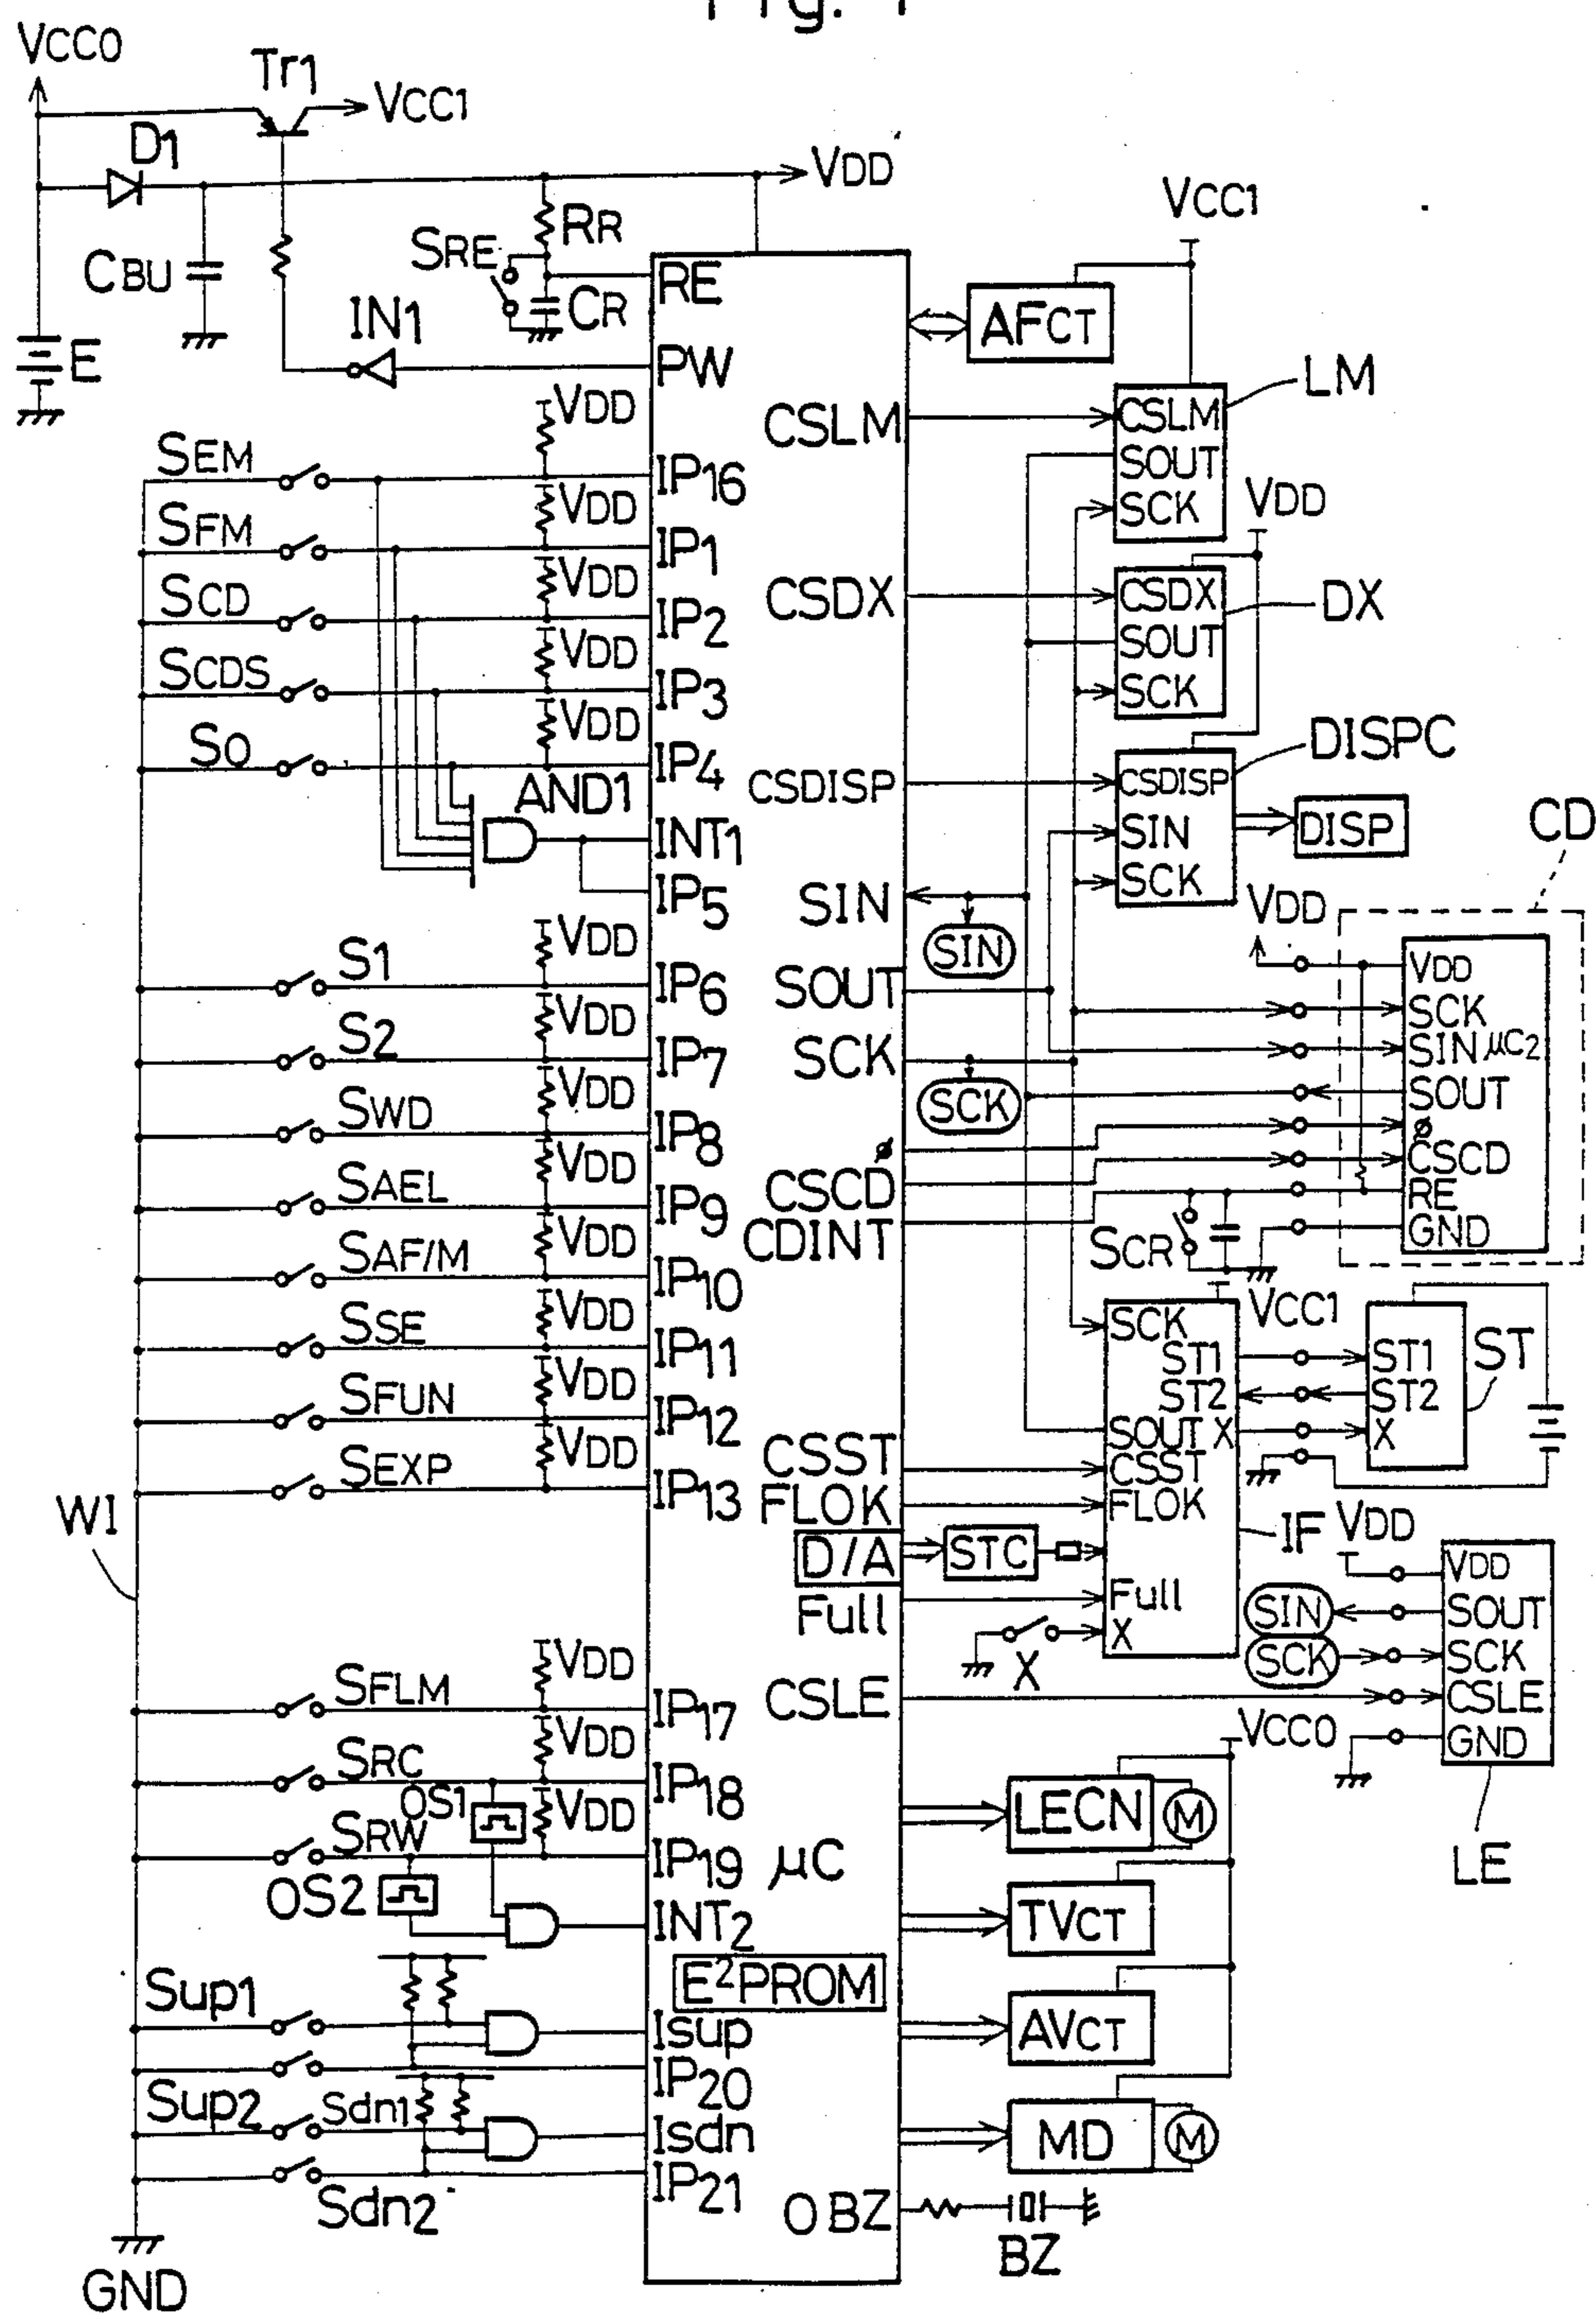 Fig. 1
VCC0
Tr1
VCC1
D1
VDD
CBU
SRE
RR
CR
RE
IN1
PW
E
VCC1
AFCT
LM
CSLM
CSLM
SOUT
SCK
VDD
SEM
VDD
IP16
SFM
VDD
IP1
SCD
VDD
IP2
SCDS
VDD
IP3
S0
VDD
IP4
AND1
INT1
IP5
CSDX
CSDX
SOUT
SCK
DX
DISPC
CSDISP
CSDISP
SIN
SCK
DISP
CD
SIN
SIN
VDD
S1
VDD
IP6
SOUT
S2
VDD
IP7
SCK
SCK
VDD
SCK
SIN μC2
SOUT
ø
CSCD
RE
GND
SWD
VDD
IP8
ø
SAEL
VDD
IP9
CSCD
CDINT
SCR
SAF/M
VDD
IP10
SSE
VDD
IP11
SFUN
VDD
IP12
SEXP
VDD
IP13
SCK
ST1
ST2
SOUT X
CSST
FLOK
Full
X
VCC1
ST1
ST2
X
ST
CSST
FLOK
D/A
STC
Full
X
IF
WI
VDD
VDD
SOUT
SCK
CSLE
GND
SIN
SCK
LE
SFLM
VDD
IP17
CSLE
SRC
VDD
IP18
OS1
SRW
VDD
IP19
μC
OS2
INT2
E2PROM
VCC0
LECN
M
TVCT
AVCT
MD
M
Sup1
Isup
IP20
Sup2
Sdn1
Isdn
IP21
Sdn2
OBZ
BZ
GND